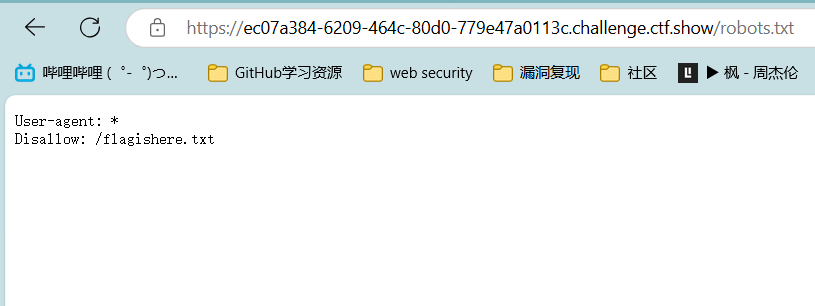 https://ec07a384-6209-464c-80d0-779e47a0113c.challenge.ctf.show/robots.txt
哔哩哔哩 (゜-゜)つ... GitHub学习资源 web security 漏洞复现 社区 ▶ 枫 - 周杰伦
User-agent: *
Disallow: /flagishere.txt